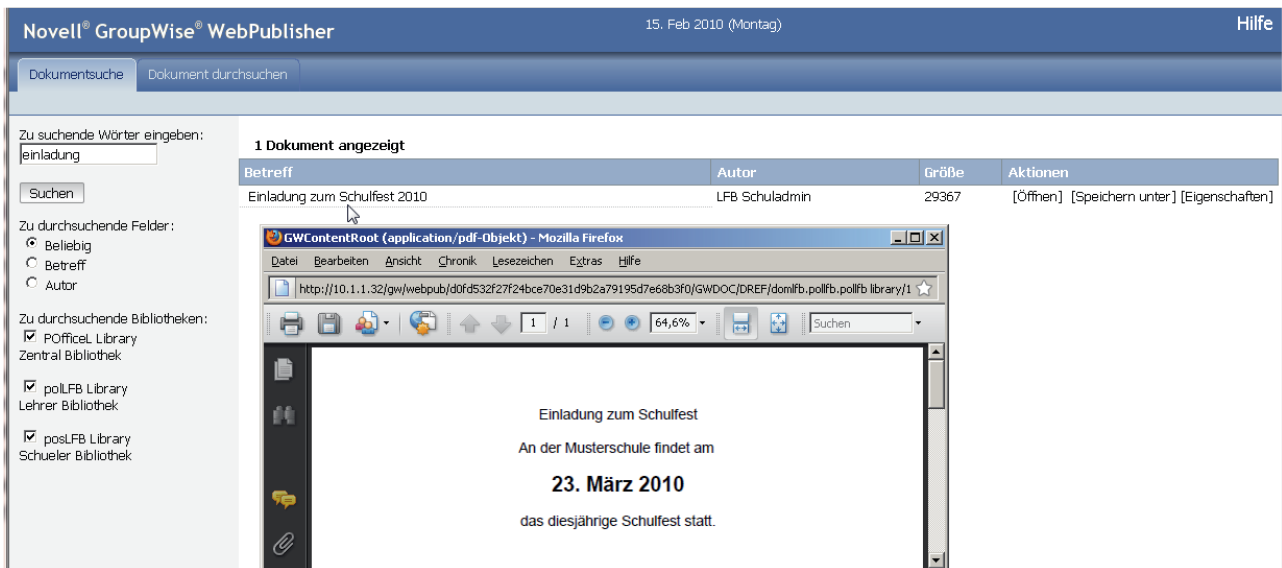 Novell® GroupWise® WebPublisher
15. Feb 2010 (Montag)
Hilfe
Dokumentsuche
Dokument durchsuchen
Zu suchende Wörter eingeben:
einladung
Suchen
Zu durchsuchende Felder:
Beliebig
Betreff
Autor
Zu durchsuchende Bibliotheken:
POfficeL Library
Zentral Bibliothek
polLFB Library
Lehrer Bibliothek
posLFB Library
Schueler Bibliothek
1 Dokument angezeigt
Betreff Autor Größe Aktionen
Einladung zum Schulfest 2010 LFB Schuladmin 29367 [Öffnen] [Speichern unter] [Eigenschaften]
GWContentRoot (application/pdf-Objekt) - Mozilla Firefox
Datei Bearbeiten Ansicht Chronik Lesezeichen Extras Hilfe
http://10.1.1.32/gw/webpub/d0fd532f27f24bce70e31d9b2a79195d7e68b3f0/GWDOC/DREF/domlfb.pollfb.pollfb library/1
1 / 1 64,6% Suchen
Einladung zum Schulfest
An der Musterschule findet am
23. März 2010
das diesjährige Schulfest statt.